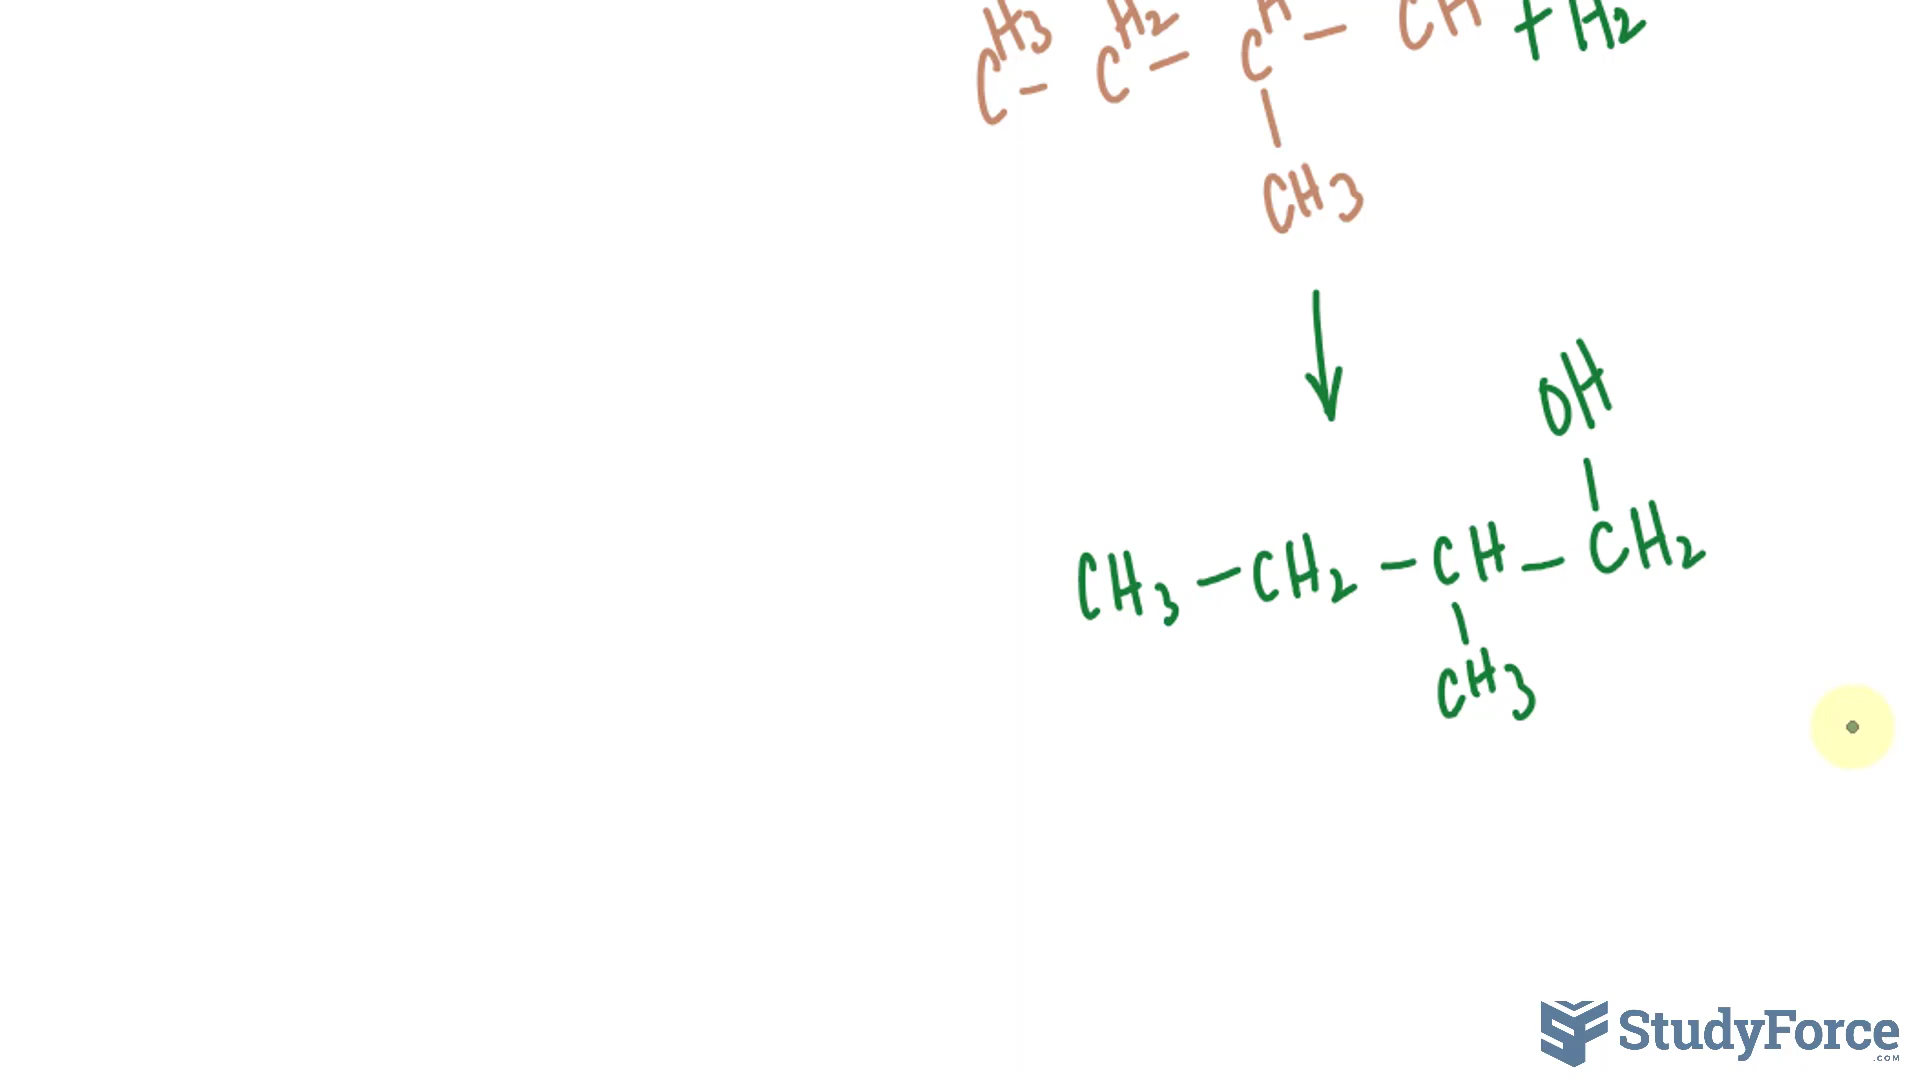 CH3 - CH2 - CH - CH + H2
CH3
OH
CH3 - CH2 - CH - CH2
CH3
StudyForce
.COM